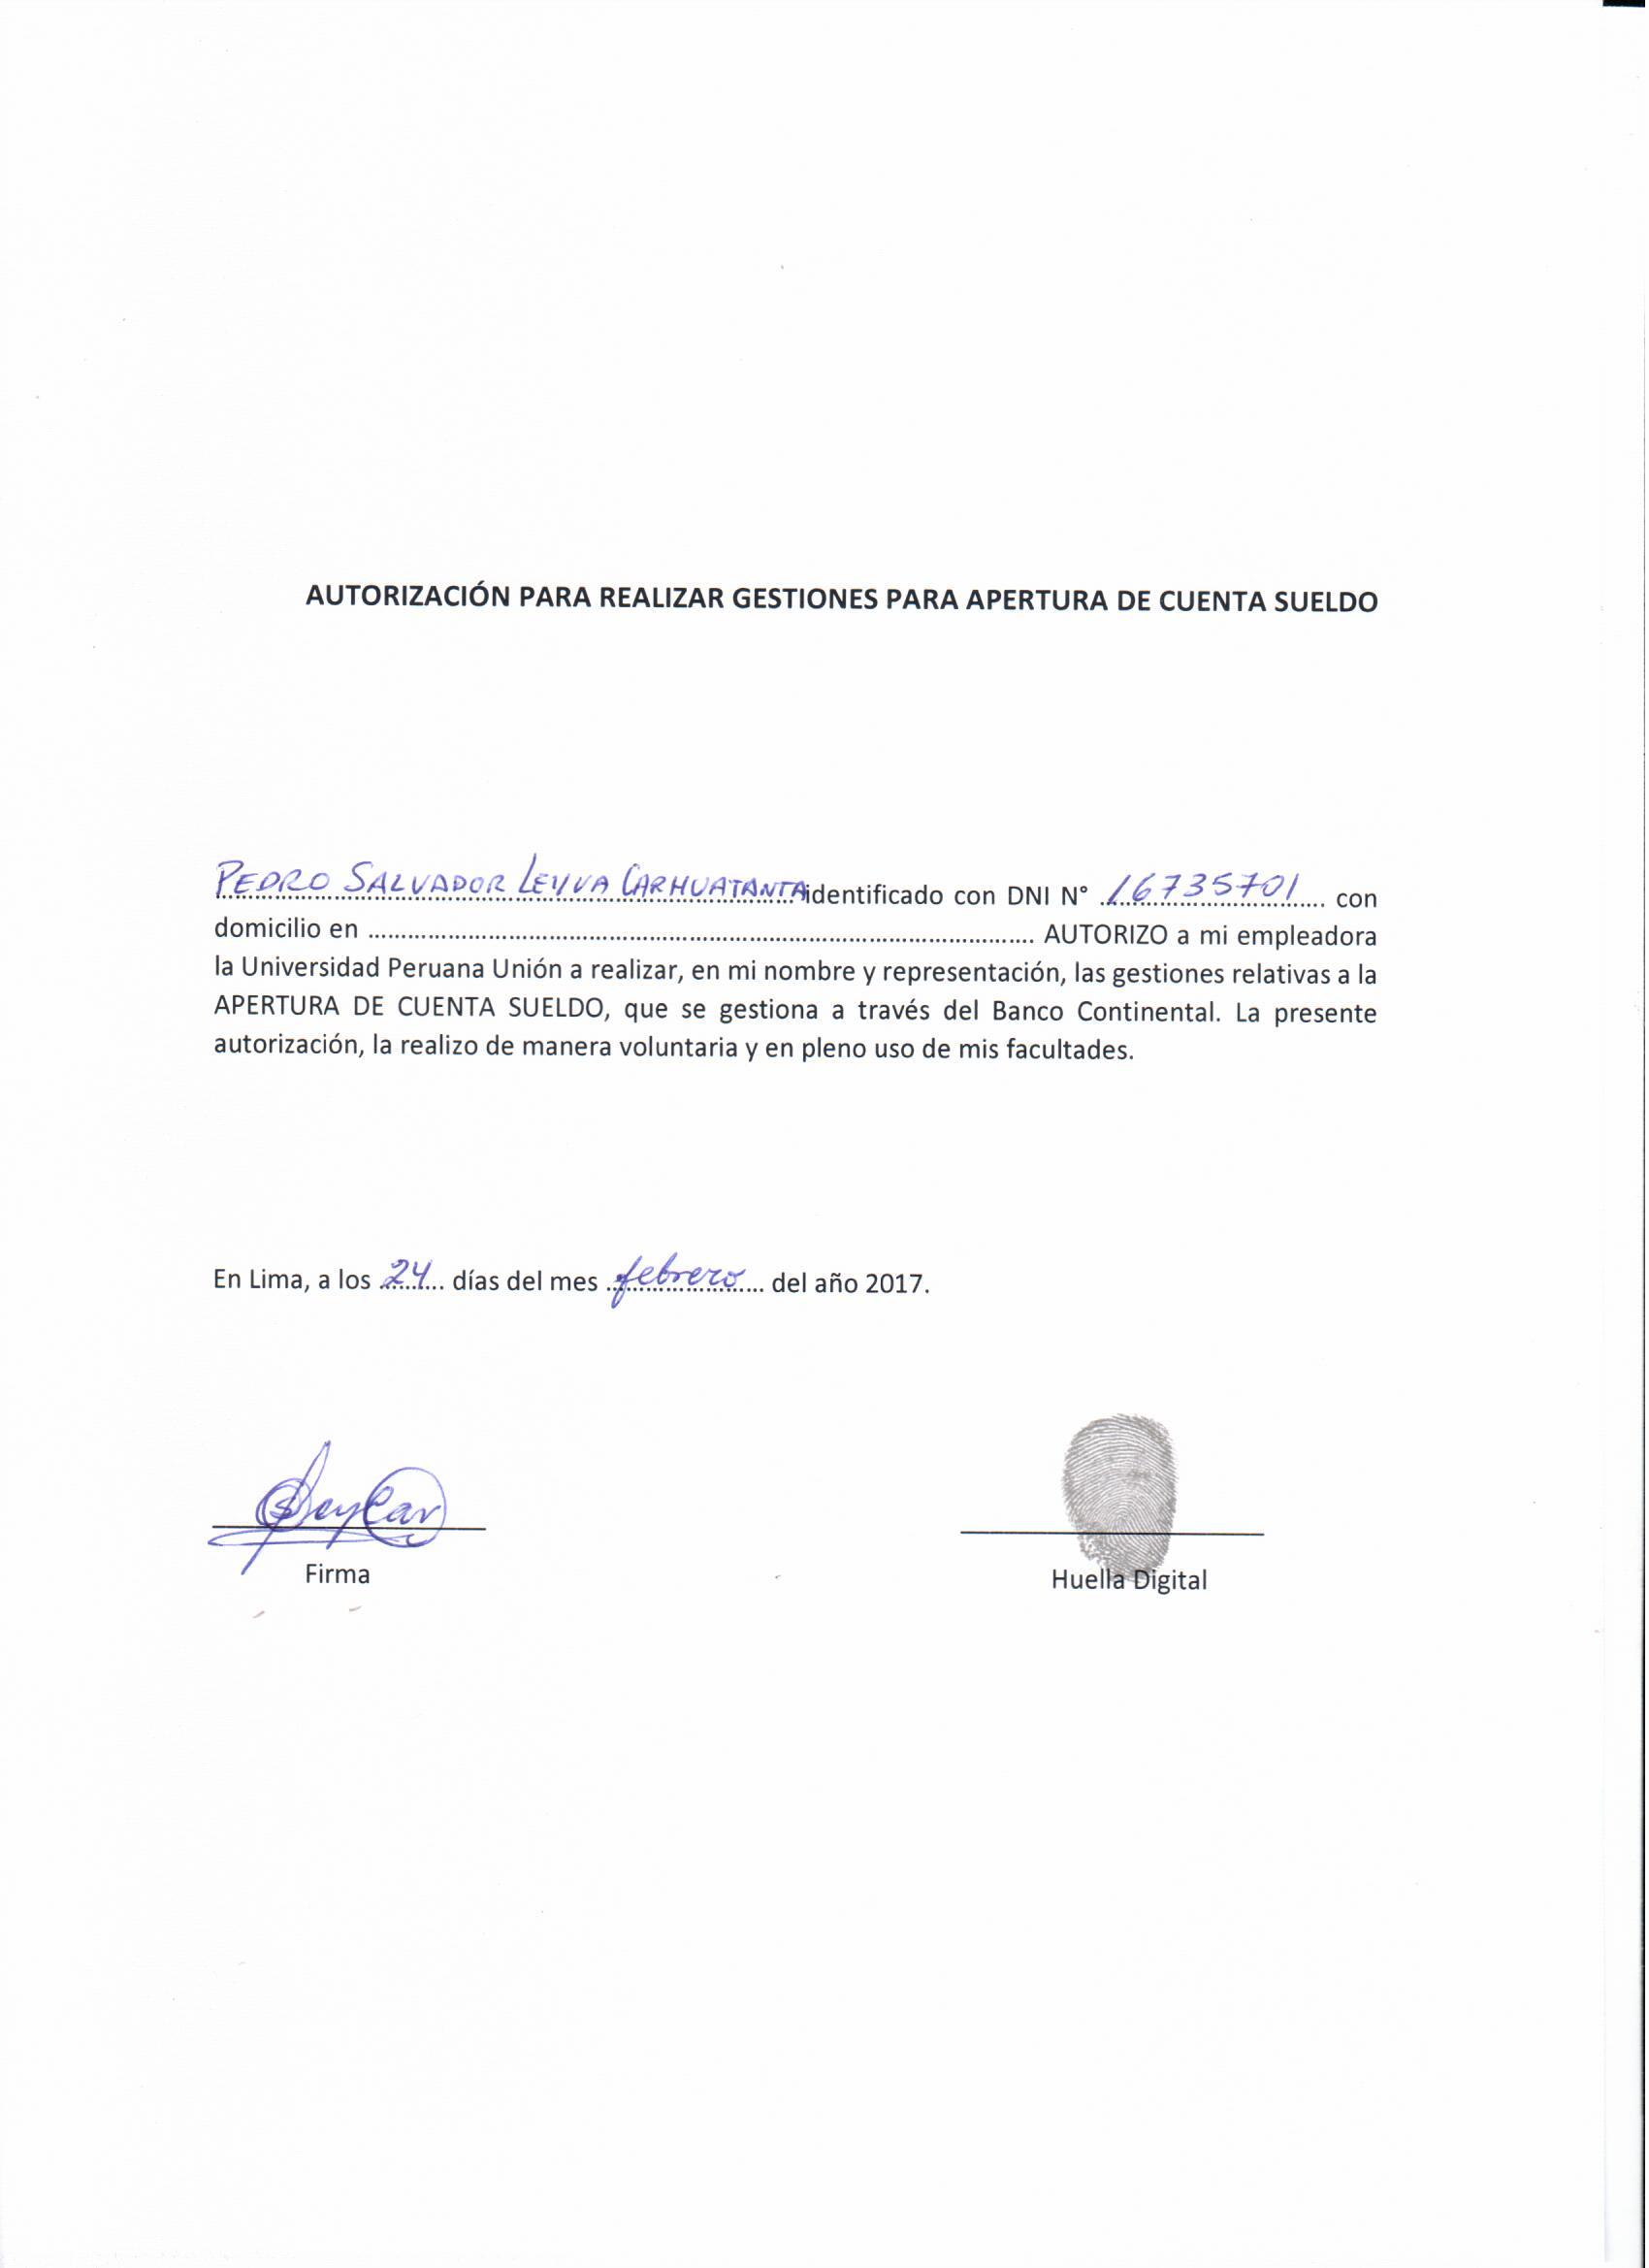 AUTORIZACIÓN PARA REALIZAR GESTIONES PARA APERTURA DE CUENTA SUELDO
PEDRO SALVADOR LEYVA CARHUATANTA identificado con DNI N° 16735701 con
domicilio en ........................................................................ AUTORIZO a mi empleadora
la Universidad Peruana Unión a realizar, en mi nombre y representación, las gestiones relativas a la
APERTURA DE CUENTA SUELDO, que se gestiona a través del Banco Continental. La presente
autorización, la realizo de manera voluntaria y en pleno uso de mis facultades.
En Lima, a los 24 días del mes febrero del año 2017.
Firma
Huella Digital